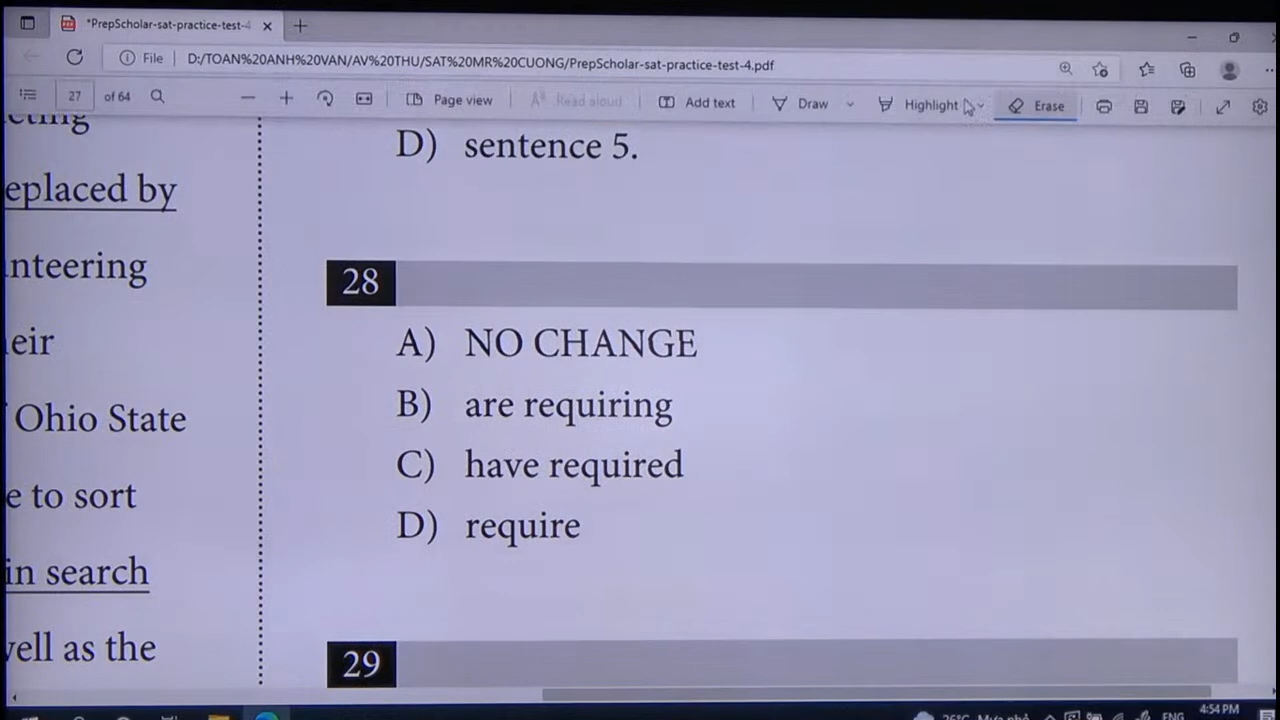 *PrepScholar-sat-practice-test-4
File D:/TOAN%20ANH%20VAN/AV%20THU/SAT%20MR%20CUONG/PrepScholar-sat-practice-test-4.pdf
27 of 64 Page view Read aloud Add text Draw Highlight Erase
eplaced by
nteering
eir
Ohio State
e to sort
in search
vell as the
D) sentence 5.
28
A) NO CHANGE
B) are requiring
C) have required
D) require
29
26°C Mưa nhỏ ENG 4:54 PM